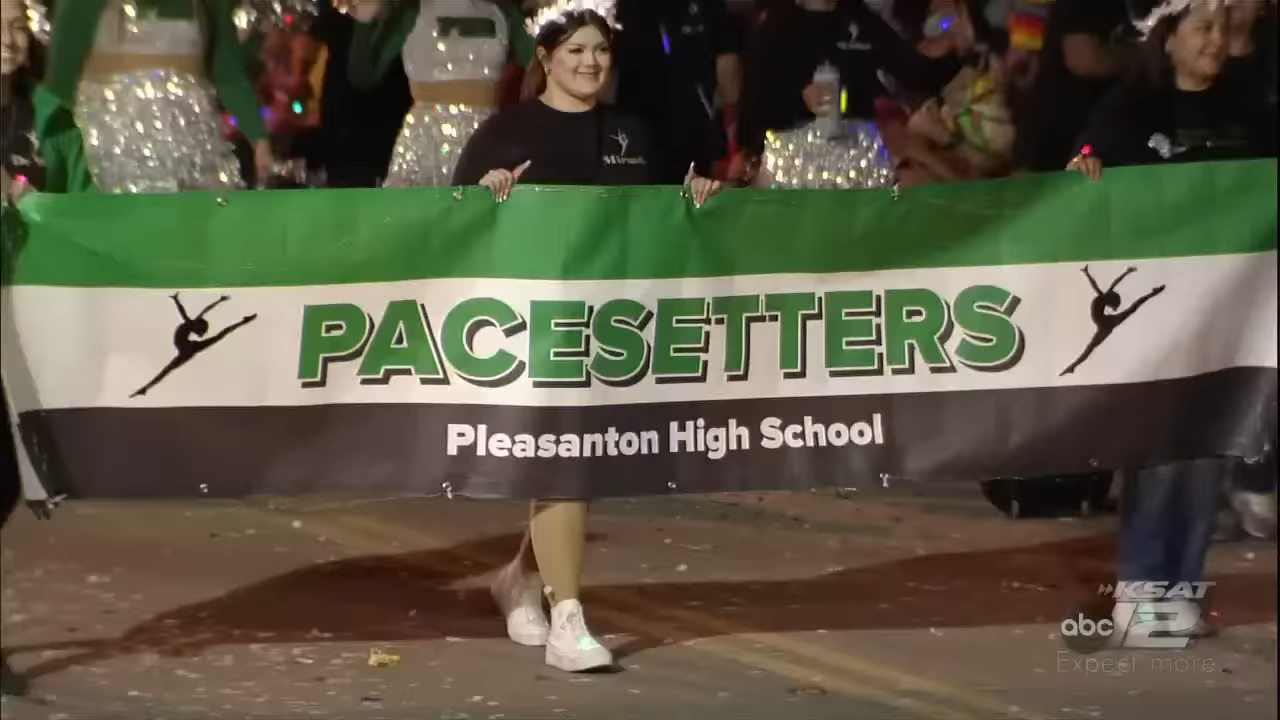 PACESETTERS
Pleasanton High School
KSAT
abc 12
Expect more.